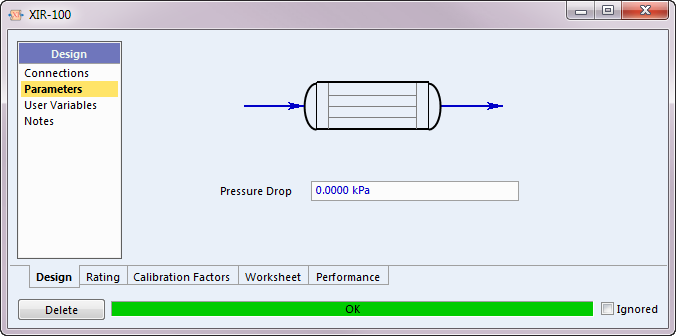 XIR-100
Design
Connections
Parameters
User Variables
Notes
Pressure Drop 0.0000 kPa
Design Rating Calibration Factors Worksheet Performance
Delete OK Ignored